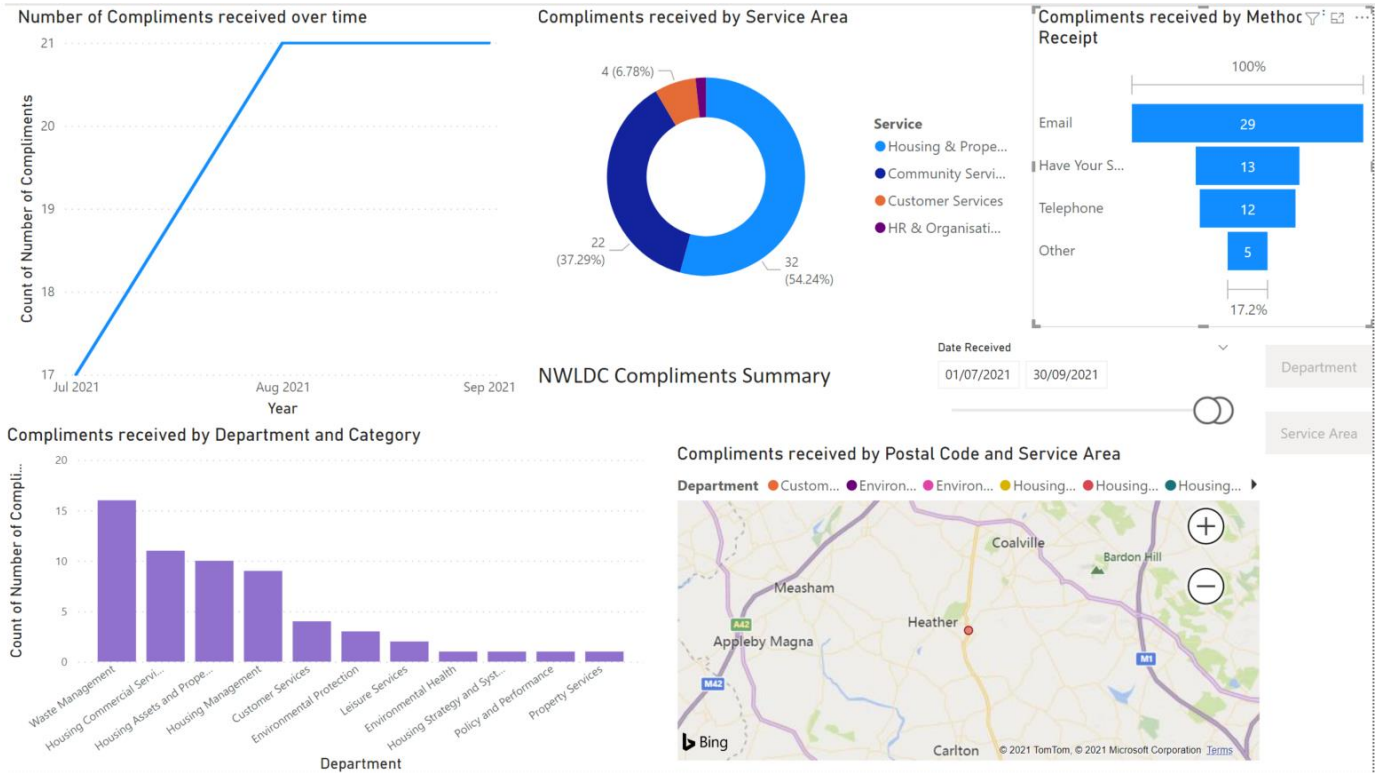 Number of Compliments received over time
Count of Number of Compliments
21
20
19
18
17
Jul 2021
Aug 2021
Sep 2021
Year
Compliments received by Service Area
4 (6.78%)
22
(37.29%)
32
(54.24%)
Service
Housing & Prope...
Community Servi...
Customer Services
HR & Organisati...
Compliments received by Method
Receipt
100%
Email
29
Have Your S...
13
Telephone
12
Other
5
17.2%
NWLDC Compliments Summary
Date Received
01/07/2021
30/09/2021
Department
Service Area
Compliments received by Department and Category
Count of Number of Compli...
20
15
10
5
0
Waste Management
Housing Commercial Servi...
Housing Assets and Prope...
Housing Management
Customer Services
Environmental Protection
Leisure Services
Environmental Health
Housing Strategy and Syst...
Policy and Performance
Property Services
Department
Compliments received by Postal Code and Service Area
Department Custom... Environ... Environ... Housing... Housing... Housing...
Coalville
Bardon Hill
Measham
Heather
A42
Appleby Magna
M1
M42
Bing
Carlton
© 2021 TomTom, © 2021 Microsoft Corporation Terms